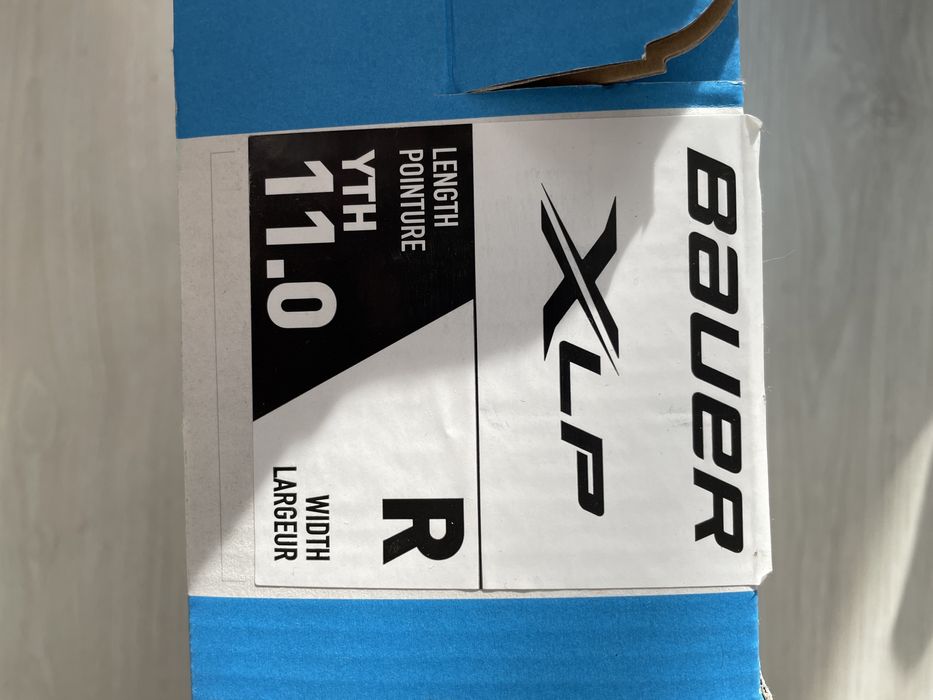 BAUER
XLP
LENGTH
POINTURE
YTH
11.0
R
WIDTH
LARGEUR